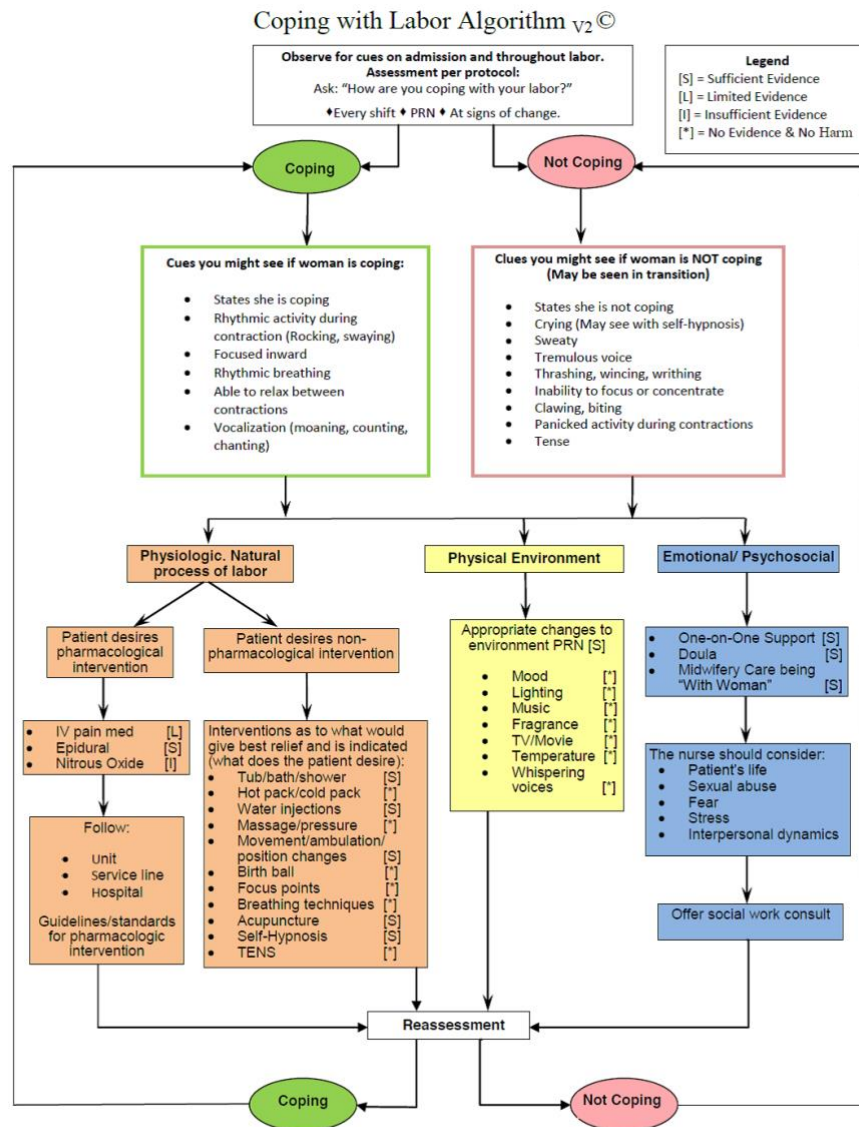 Coping with Labor Algorithm V2 ©
Observe for cues on admission and throughout labor.
Assessment per protocol:
Ask: “How are you coping with your labor?”
♦Every shift ♦ PRN ♦ At signs of change.
Legend
[S] = Sufficient Evidence
[L] = Limited Evidence
[I] = Insufficient Evidence
[*] = No Evidence & No Harm
Coping
Not Coping
Cues you might see if woman is coping:
• States she is coping
• Rhythmic activity during
contraction (Rocking, swaying)
• Focused inward
• Rhythmic breathing
• Able to relax between
contractions
• Vocalization (moaning, counting,
chanting)
Clues you might see if woman is NOT coping
(May be seen in transition)
• States she is not coping
• Crying (May see with self-hypnosis)
• Sweaty
• Tremulous voice
• Thrashing, wincing, writhing
• Inability to focus or concentrate
• Clawing, biting
• Panicked activity during contractions
• Tense
Physiologic. Natural
process of labor
Physical Environment
Emotional/ Psychosocial
Patient desires
pharmacological
intervention
Patient desires non-
pharmacological intervention
• IV pain med [L]
• Epidural [S]
• Nitrous Oxide [I]
Follow:
• Unit
• Service line
• Hospital
Guidelines/standards
for pharmacologic
intervention
Interventions as to what would
give best relief and is indicated
(what does the patient desire):
• Tub/bath/shower [S]
• Hot pack/cold pack [*]
• Water injections [S]
• Massage/pressure [*]
• Movement/ambulation/
position changes [S]
• Birth ball [*]
• Focus points [*]
• Breathing techniques [*]
• Acupuncture [S]
• Self-Hypnosis [S]
• TENS [*]
Appropriate changes to
environment PRN [S]
• Mood [*]
• Lighting [*]
• Music [*]
• Fragrance [*]
• TV/Movie [*]
• Temperature [*]
• Whispering
voices [*]
• One-on-One Support [S]
• Doula [S]
• Midwifery Care being
“With Woman” [S]
The nurse should consider:
• Patient's life
• Sexual abuse
• Fear
• Stress
• Interpersonal dynamics
Offer social work consult
Reassessment
Coping
Not Coping